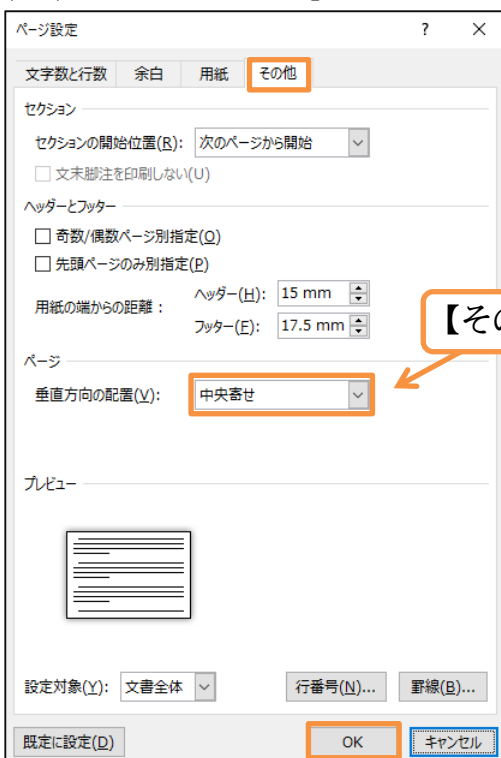 ページ設定 ? ×
文字数と行数 余白 用紙 その他
セクション
セクションの開始位置(R): 次のページから開始
文末脚注を印刷しない(U)
ヘッダーとフッター
奇数/偶数ページ別指定(O)
先頭ページのみ別指定(P)
用紙の端からの距離:
ヘッダー(H): 15 mm
フッター(F): 17.5 mm
【その
ページ
垂直方向の配置(V): 中央寄せ
プレビュー
設定対象(Y): 文書全体 行番号(N)... 罫線(B)...
既定に設定(D) OK キャンセル